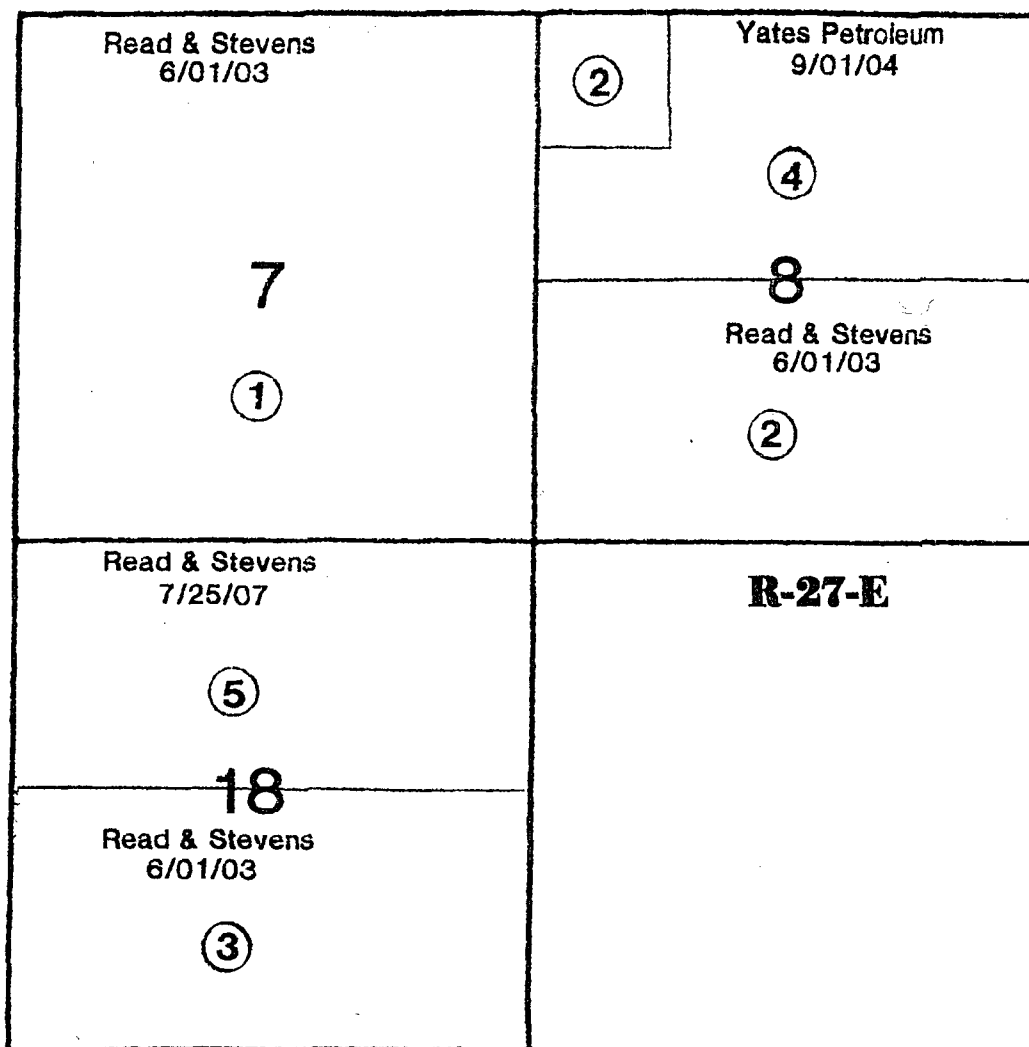 Read & Stevens
6/01/03
7
1
2
Yates Petroleum
9/01/04
4
8
Read & Stevens
6/01/03
2
Read & Stevens
7/25/07
5
18
Read & Stevens
6/01/03
3
R-27-E